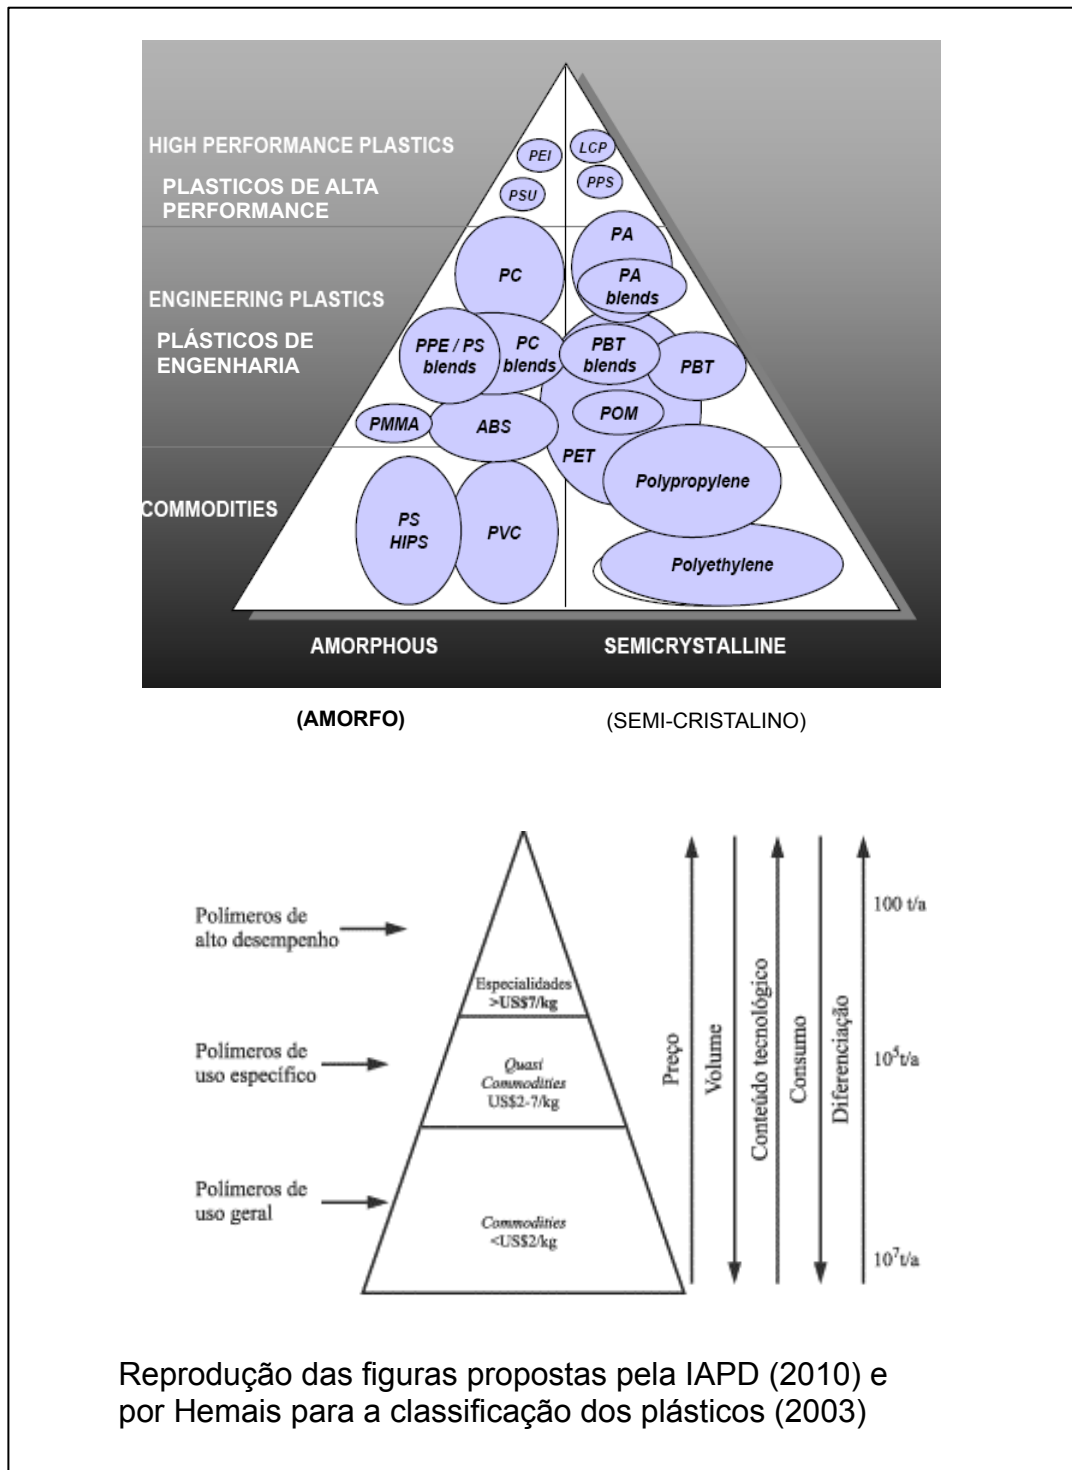 HIGH PERFORMANCE PLASTICS
PLASTICOS DE ALTA
PERFORMANCE
PEI
LCP
PSU
PPS
ENGINEERING PLASTICS
PLÁSTICOS DE
ENGENHARIA
PC
PA
PA
blends
PPE / PS
blends
PC
blends
PBT
blends
PBT
PMMA
ABS
POM
PET
COMMODITIES
PS
HIPS
PVC
Polypropylene
Polyethylene
AMORPHOUS
SEMICRYSTALLINE
(AMORFO)
(SEMI-CRISTALINO)
Polímeros de
alto desempenho
Especialidades
>US$7/kg
Polímeros de
uso específico
Quasi
Commodities
US$2-7/kg
Polímeros de
uso geral
Commodities
<US$2/kg
Preço
Volume
Conteúdo tecnológico
Consumo
Diferenciação
100 t/a
10⁵t/a
10⁷t/a
Reprodução das figuras propostas pela IAPD (2010) e
por Hemais para a classificação dos plásticos (2003)